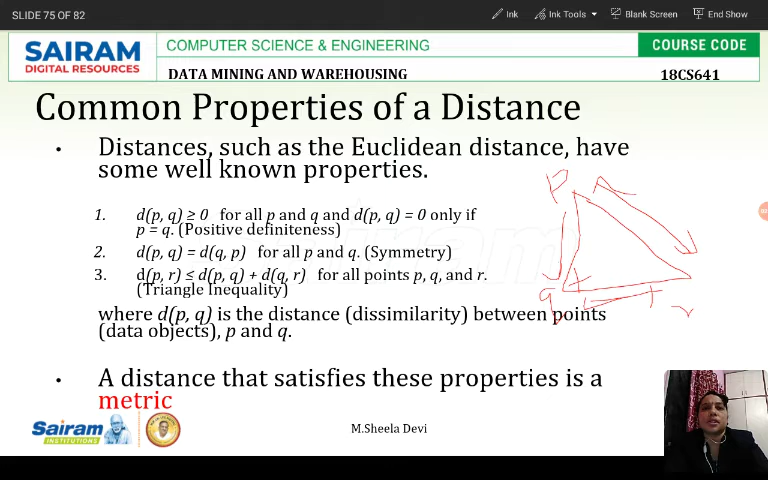 SLIDE 75 OF 82
Ink
Ink Tools
Blank Screen
End Show
SAIRAM
DIGITAL RESOURCES
COMPUTER SCIENCE & ENGINEERING
COURSE CODE
DATA MINING AND WAREHOUSING
18CS641
Common Properties of a Distance
• Distances, such as the Euclidean distance, have
some well known properties.
1. d(p, q) ≥ 0 for all p and q and d(p, q) = 0 only if
p = q. (Positive definiteness)
2. d(p, q) = d(q, p) for all p and q. (Symmetry)
3. d(p, r) ≤ d(p, q) + d(q, r) for all points p, q, and r.
(Triangle Inequality)
where d(p, q) is the distance (dissimilarity) between points
(data objects), p and q.
• A distance that satisfies these properties is a
metric
P
q
r
Sairam
INSTITUTIONS
M.Sheela Devi